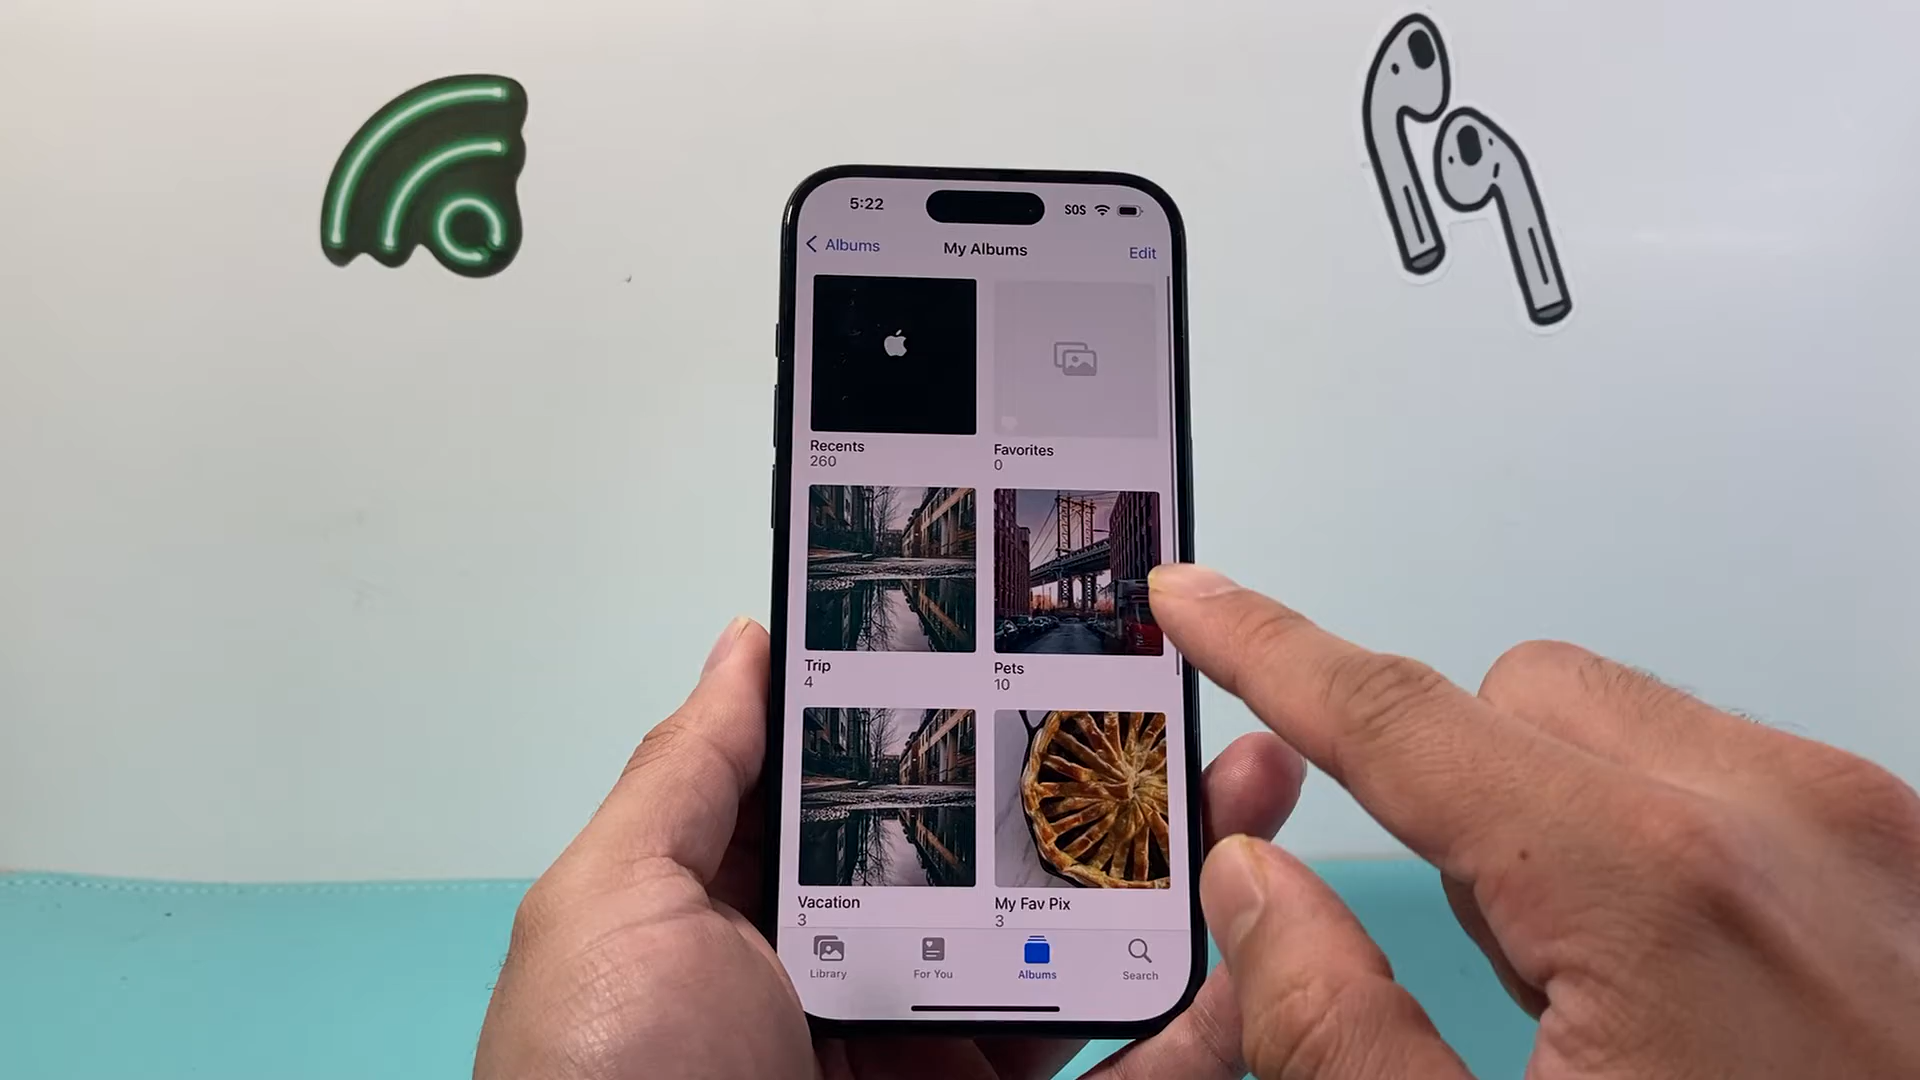 5:22
SOS
Albums
My Albums
Edit
Recents
260
Favorites
0
Trip
4
Pets
10
Vacation
3
My Fav Pix
3
Library
For You
Albums
Search